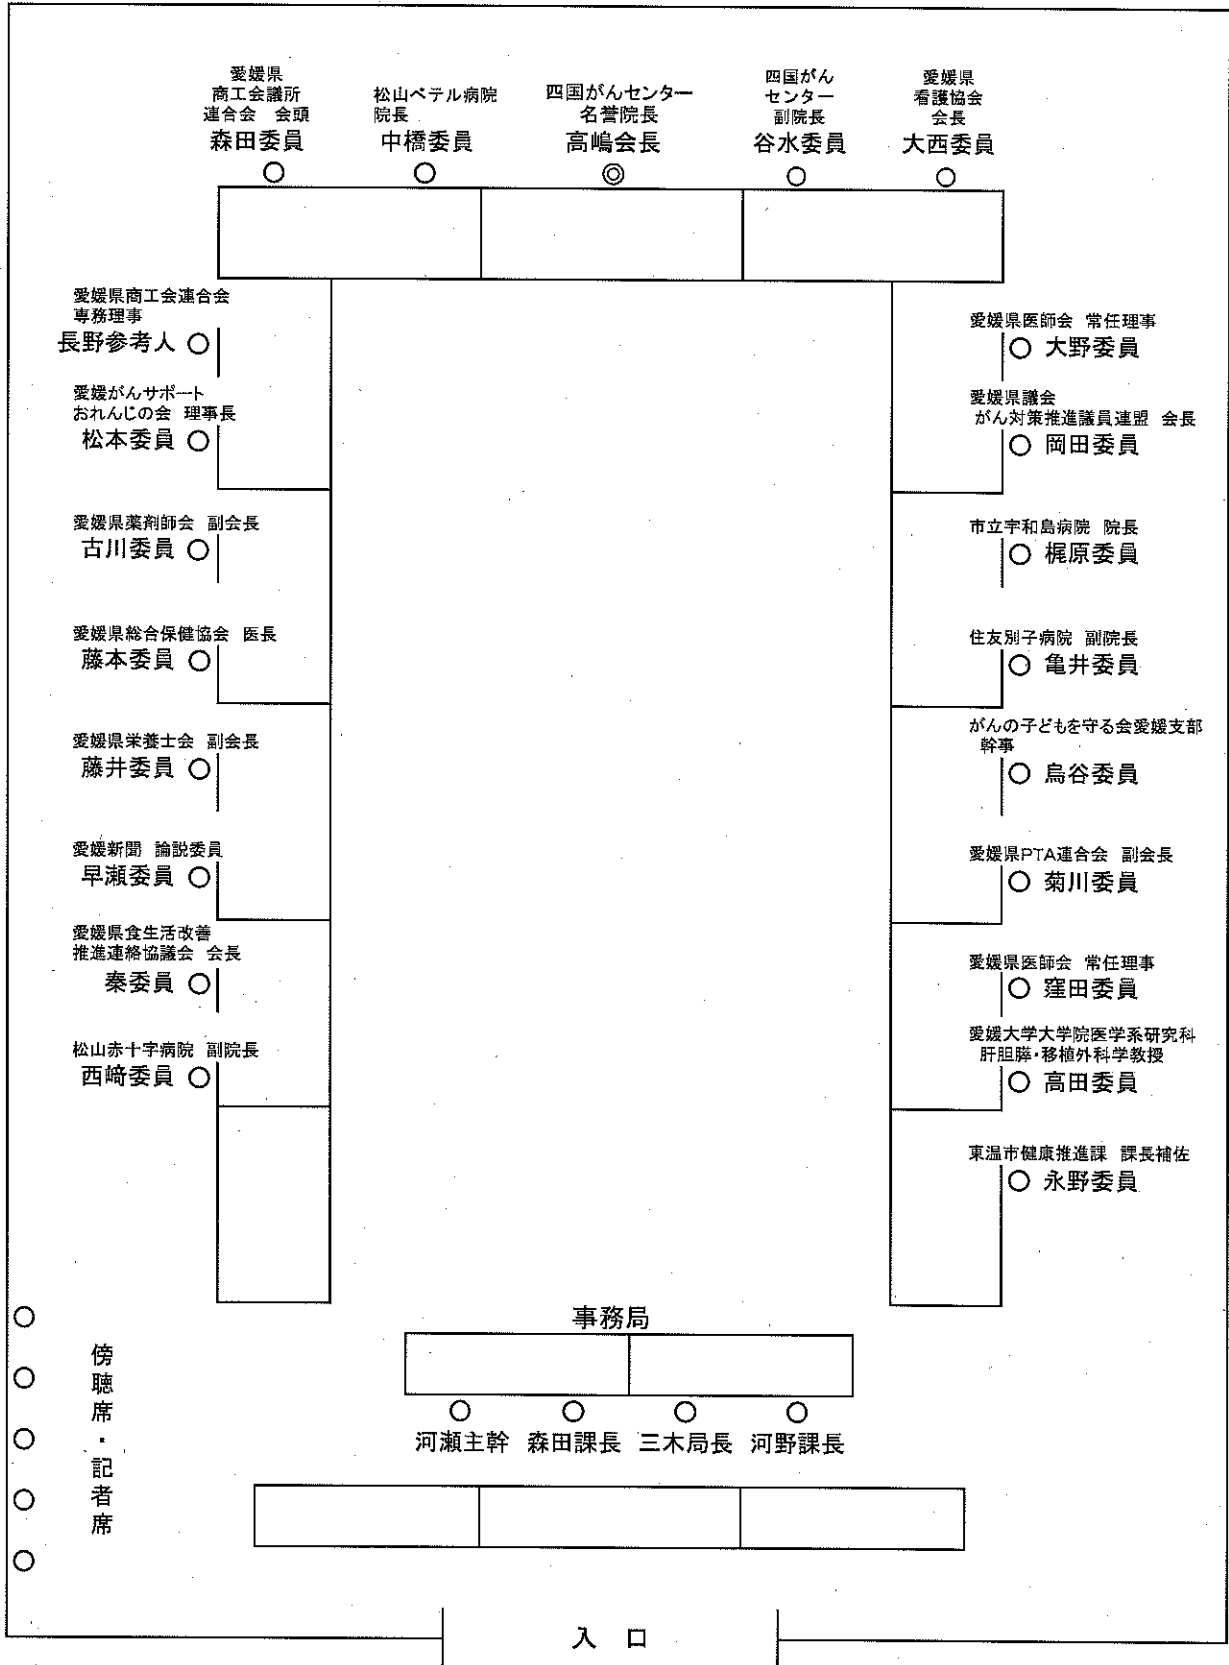 愛媛県
商工会議所
連合会 会頭
森田委員
松山ベテル病院
院長
中橋委員
四国がんセンター
名誉院長
高嶋会長
四国がん
センター
副院長
谷水委員
愛媛県
看護協会
会長
大西委員
愛媛県商工会連合会
専務理事
長野参考人
愛媛がんサポート
おれんじの会 理事長
松本委員
愛媛県薬剤師会 副会長
古川委員
愛媛県総合保健協会 医長
藤本委員
愛媛県栄養士会 副会長
藤井委員
愛媛新聞 論説委員
早瀬委員
愛媛県食生活改善
推進連絡協議会 会長
秦委員
松山赤十字病院 副院長
西﨑委員
愛媛県医師会 常任理事
大野委員
愛媛県議会
がん対策推進議員連盟 会長
岡田委員
市立宇和島病院 院長
梶原委員
住友別子病院 副院長
亀井委員
がんの子どもを守る会愛媛支部
幹事
烏谷委員
愛媛県PTA連合会 副会長
菊川委員
愛媛県医師会 常任理事
窪田委員
愛媛大学大学院医学系研究科
肝胆膵・移植外科学教授
高田委員
東温市健康推進課 課長補佐
永野委員
事務局
河瀬主幹 森田課長 三木局長 河野課長
傍聴席・記者席
入口